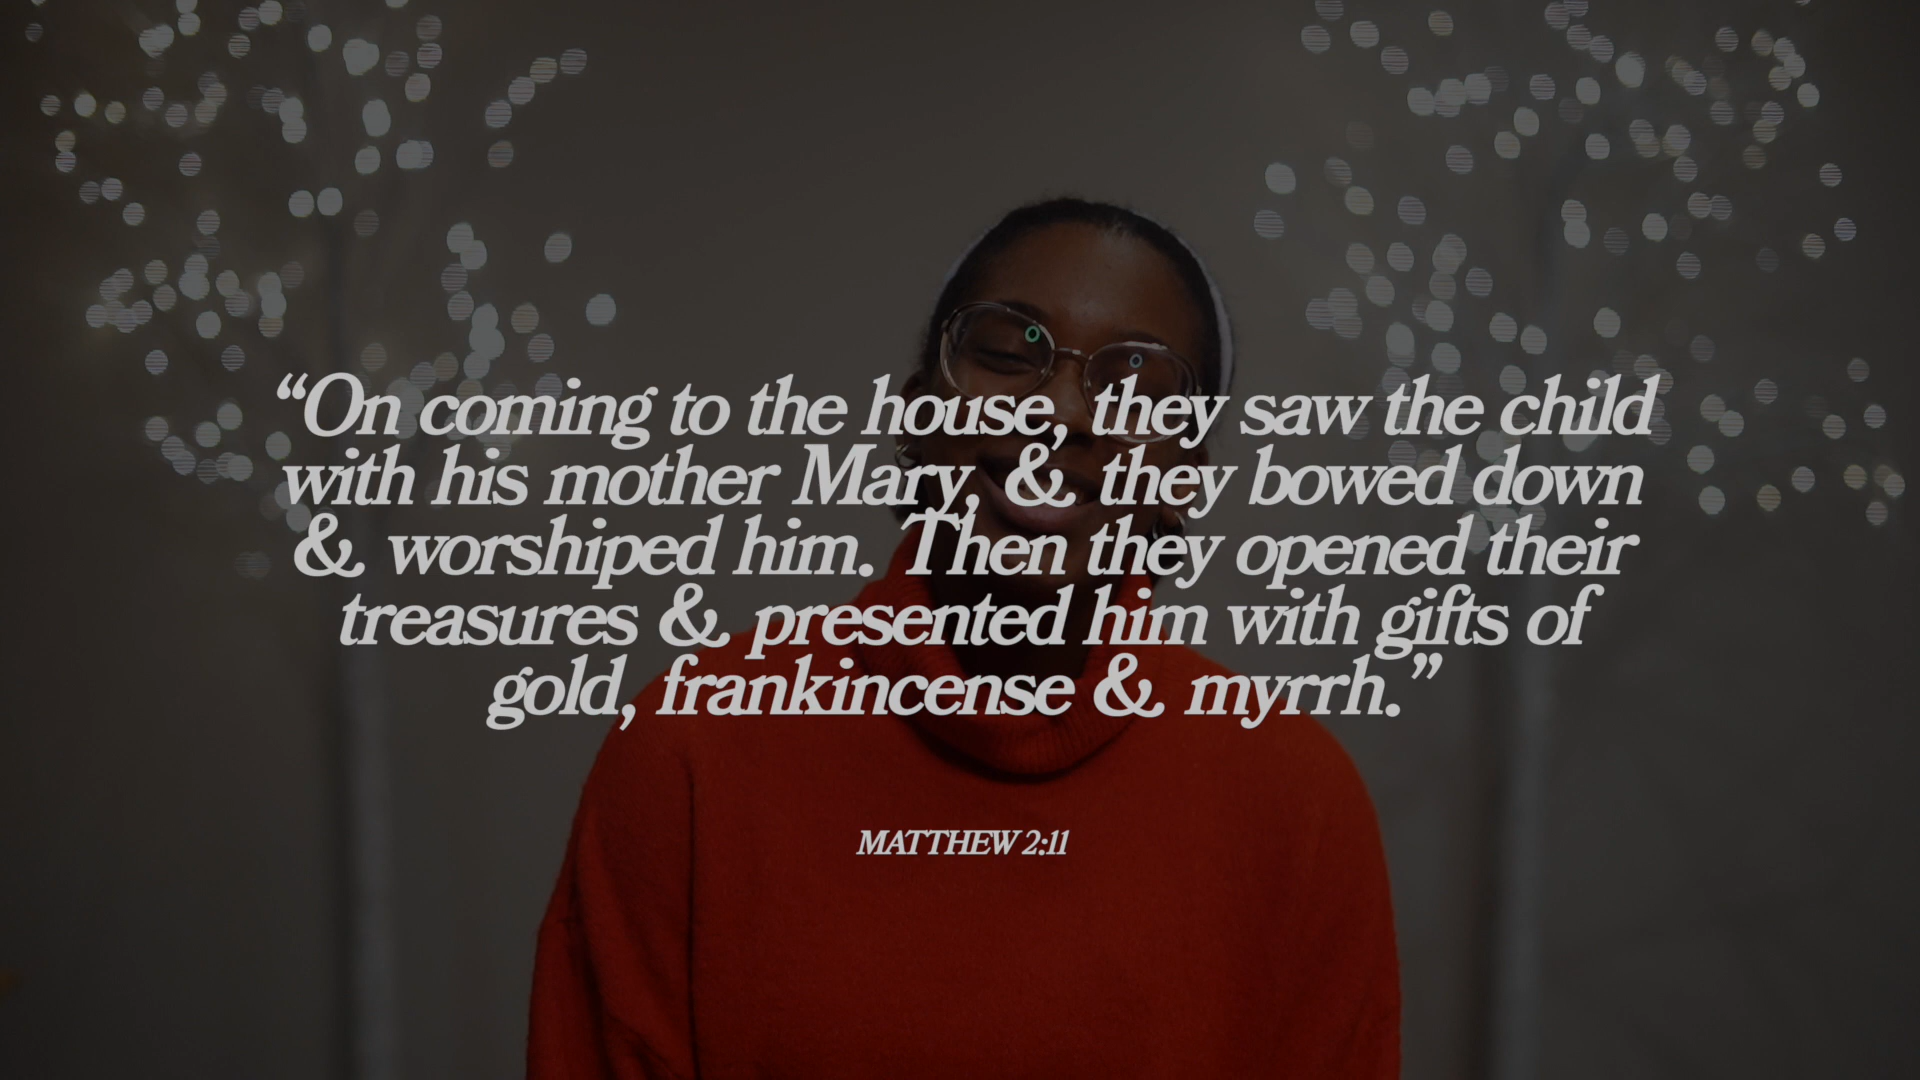 “On coming to the house, they saw the child
with his mother Mary, & they bowed down
& worshiped him. Then they opened their
treasures & presented him with gifts of
gold, frankincense & myrrh.”
MATTHEW 2:11